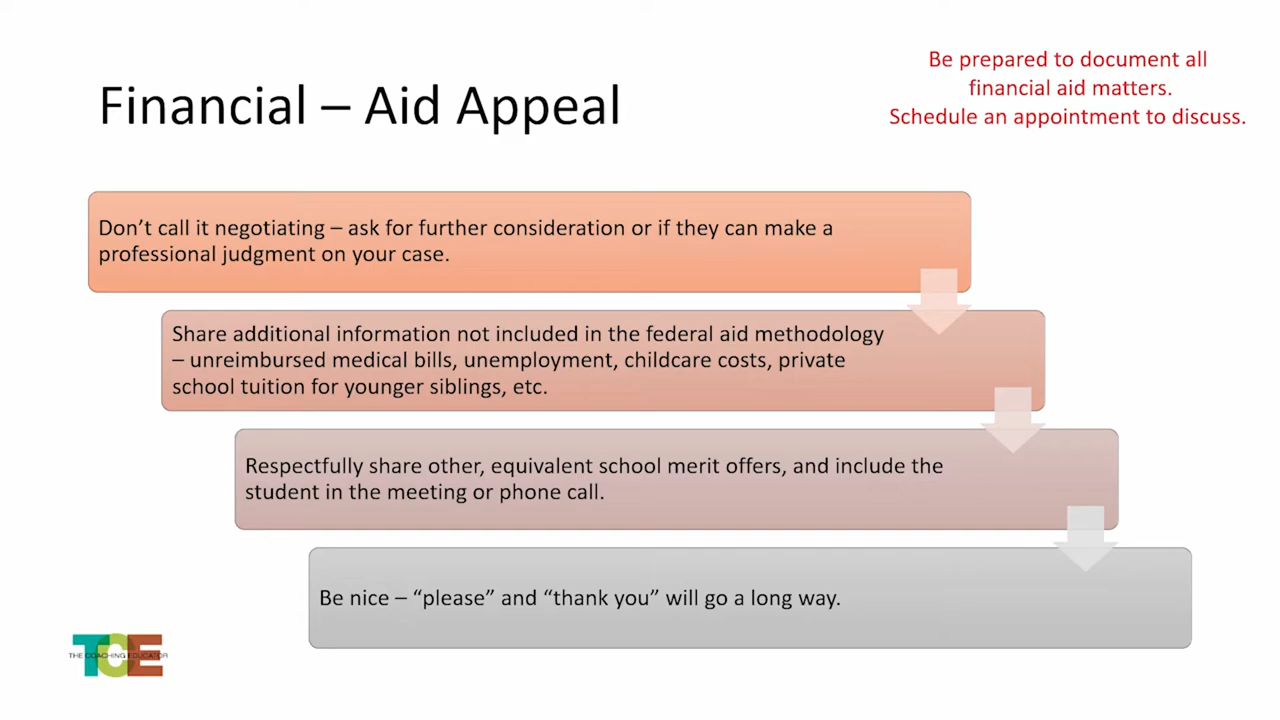 Financial – Aid Appeal
Be prepared to document all
financial aid matters.
Schedule an appointment to discuss.
Don’t call it negotiating – ask for further consideration or if they can make a
professional judgment on your case.
Share additional information not included in the federal aid methodology
– unreimbursed medical bills, unemployment, childcare costs, private
school tuition for younger siblings, etc.
Respectfully share other, equivalent school merit offers, and include the
student in the meeting or phone call.
Be nice – “please” and “thank you” will go a long way.
TCE
THE COACHING EDUCATOR